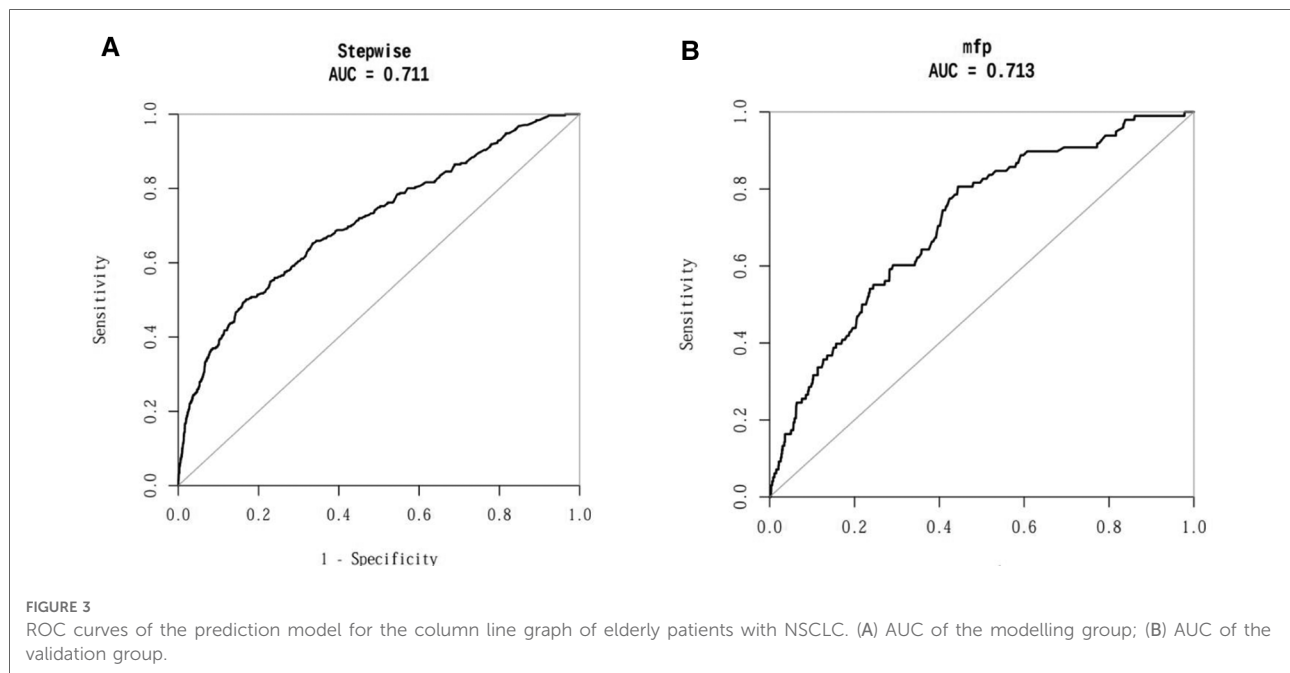 A
Stepwise
AUC = 0.711
1.0
0.8
0.6
0.4
0.2
0.0
Sensitivity
0.0 0.2 0.4 0.6 0.8 1.0
1 - Specificity
B
mfp
AUC = 0.713
1.0
0.8
0.6
0.4
0.2
0.0
Sensitivity
0.0 0.2 0.4 0.6 0.8 1.0
FIGURE 3
ROC curves of the prediction model for the column line graph of elderly patients with NSCLC. (A) AUC of the modelling group; (B) AUC of the
validation group.